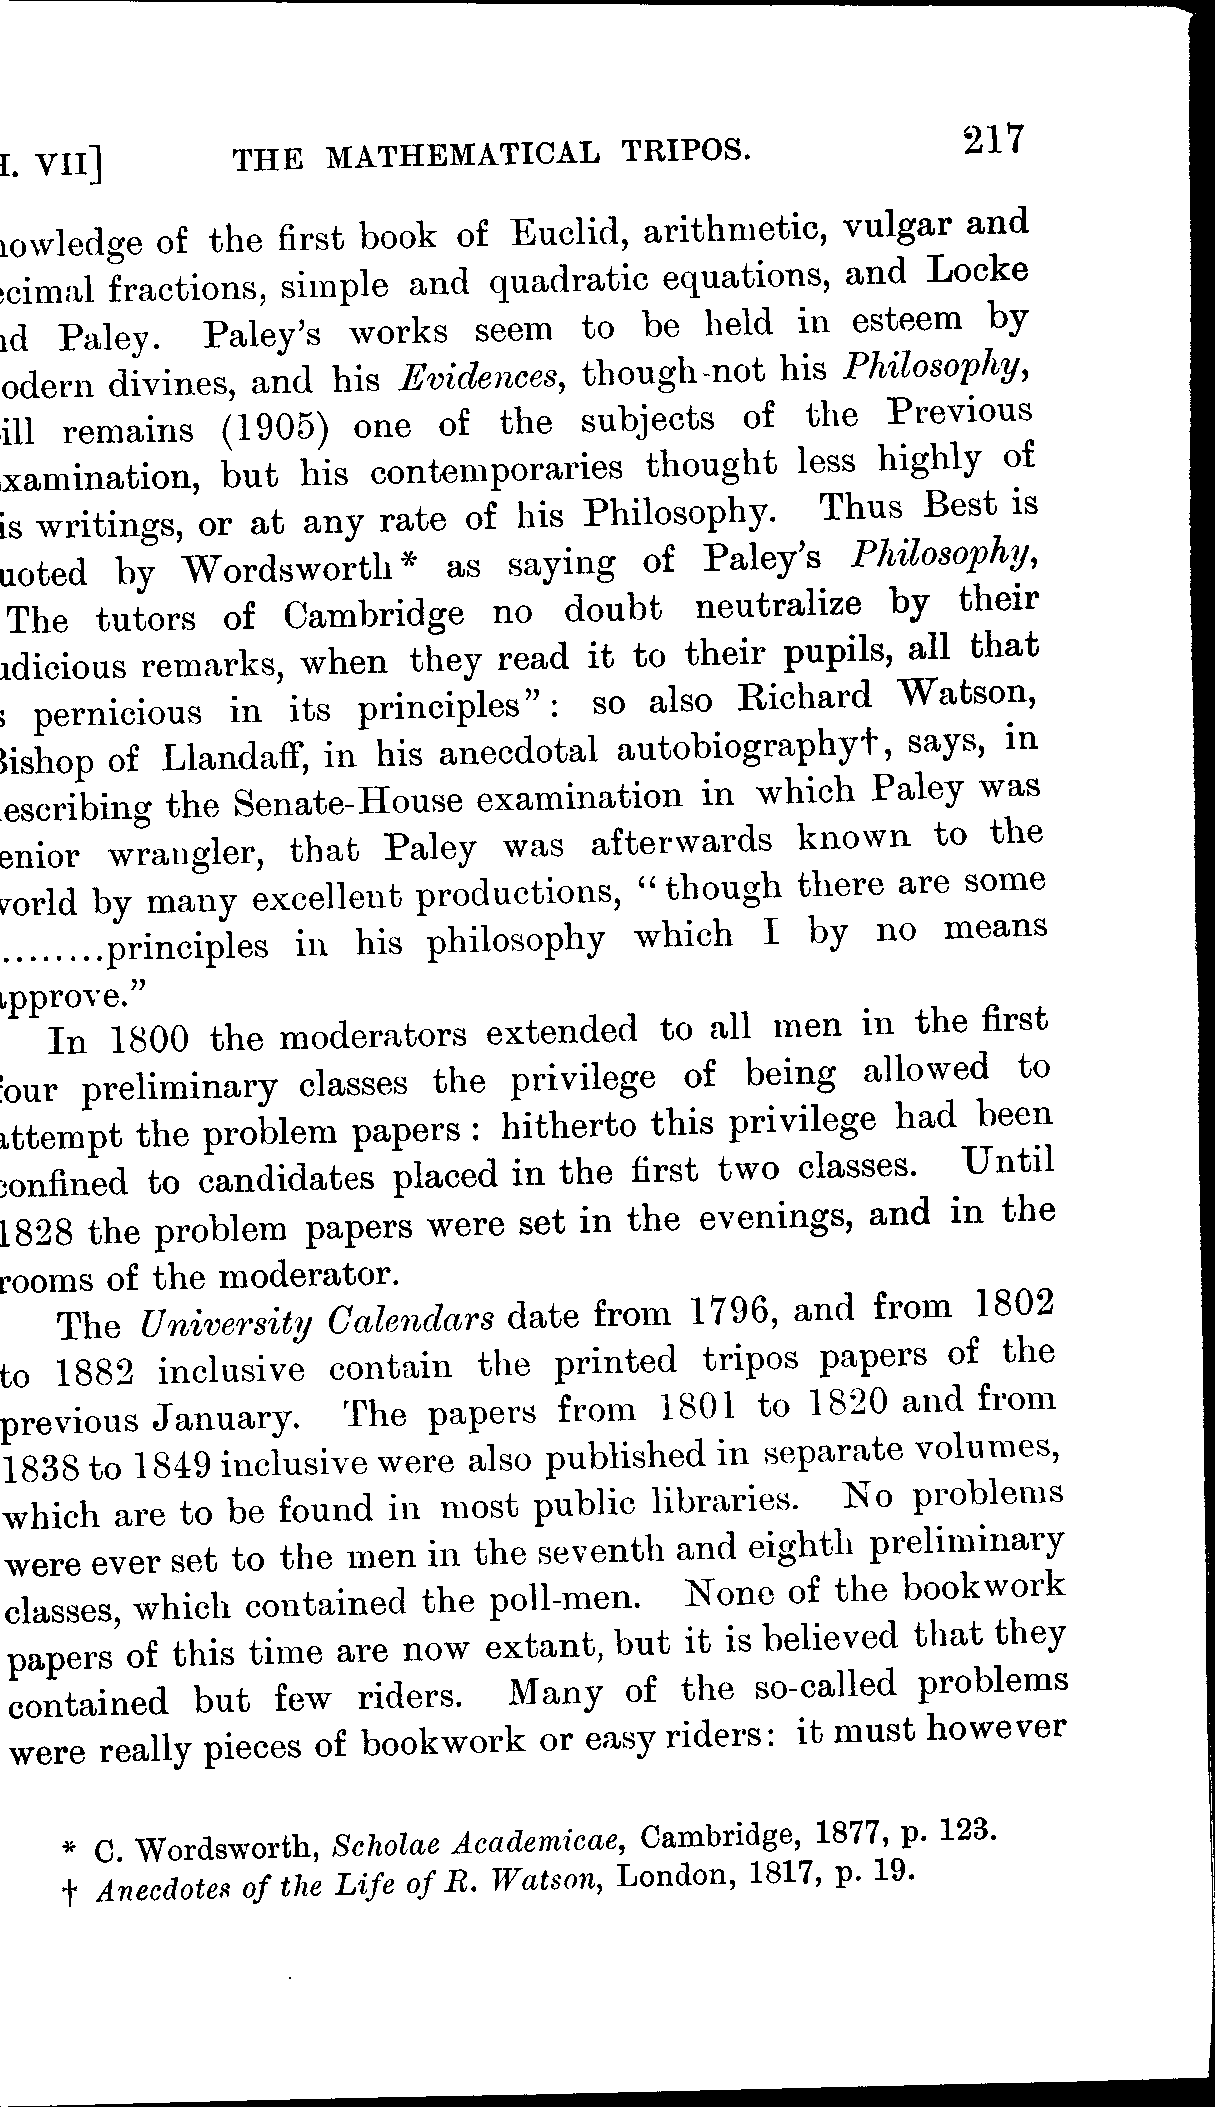 H. VII] THE MATHEMATICAL TRIPOS. 217
nowledge of the first book of Euclid, arithmetic, vulgar and
ecimal fractions, simple and quadratic equations, and Locke
nd Paley. Paley's works seem to be held in esteem by
odern divines, and his Evidences, though not his Philosophy,
ill remains (1905) one of the subjects of the Previous
xamination, but his contemporaries thought less highly of
is writings, or at any rate of his Philosophy. Thus Best is
uoted by Wordsworth* as saying of Paley's Philosophy,
The tutors of Cambridge no doubt neutralize by their
udicious remarks, when they read it to their pupils, all that
s pernicious in its principles": so also Richard Watson,
Bishop of Llandaff, in his anecdotal autobiography†, says, in
escribing the Senate-House examination in which Paley was
enior wrangler, that Paley was afterwards known to the
world by many excellent productions, "though there are some
.........principles in his philosophy which I by no means
approve."
In 1800 the moderators extended to all men in the first
four preliminary classes the privilege of being allowed to
attempt the problem papers: hitherto this privilege had been
confined to candidates placed in the first two classes. Until
1828 the problem papers were set in the evenings, and in the
rooms of the moderator.
The University Calendars date from 1796, and from 1802
to 1882 inclusive contain the printed tripos papers of the
previous January. The papers from 1801 to 1820 and from
1838 to 1849 inclusive were also published in separate volumes,
which are to be found in most public libraries. No problems
were ever set to the men in the seventh and eighth preliminary
classes, which contained the poll-men. None of the bookwork
papers of this time are now extant, but it is believed that they
contained but few riders. Many of the so-called problems
were really pieces of bookwork or easy riders: it must however
* C. Wordsworth, Scholae Academicae, Cambridge, 1877, p. 123.
† Anecdotes of the Life of R. Watson, London, 1817, p. 19.